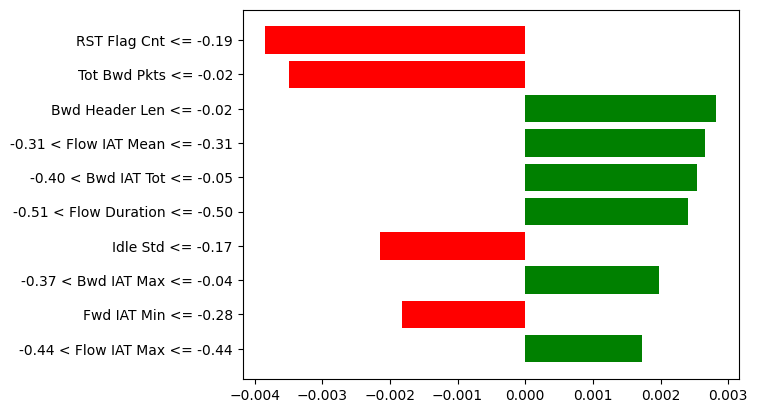 RST Flag Cnt <= -0.19
Tot Bwd Pkts <= -0.02
Bwd Header Len <= -0.02
-0.31 < Flow IAT Mean <= -0.31
-0.40 < Bwd IAT Tot <= -0.05
-0.51 < Flow Duration <= -0.50
Idle Std <= -0.17
-0.37 < Bwd IAT Max <= -0.04
Fwd IAT Min <= -0.28
-0.44 < Flow IAT Max <= -0.44
−0.004 −0.003 −0.002 −0.001 0.000 0.001 0.002 0.003